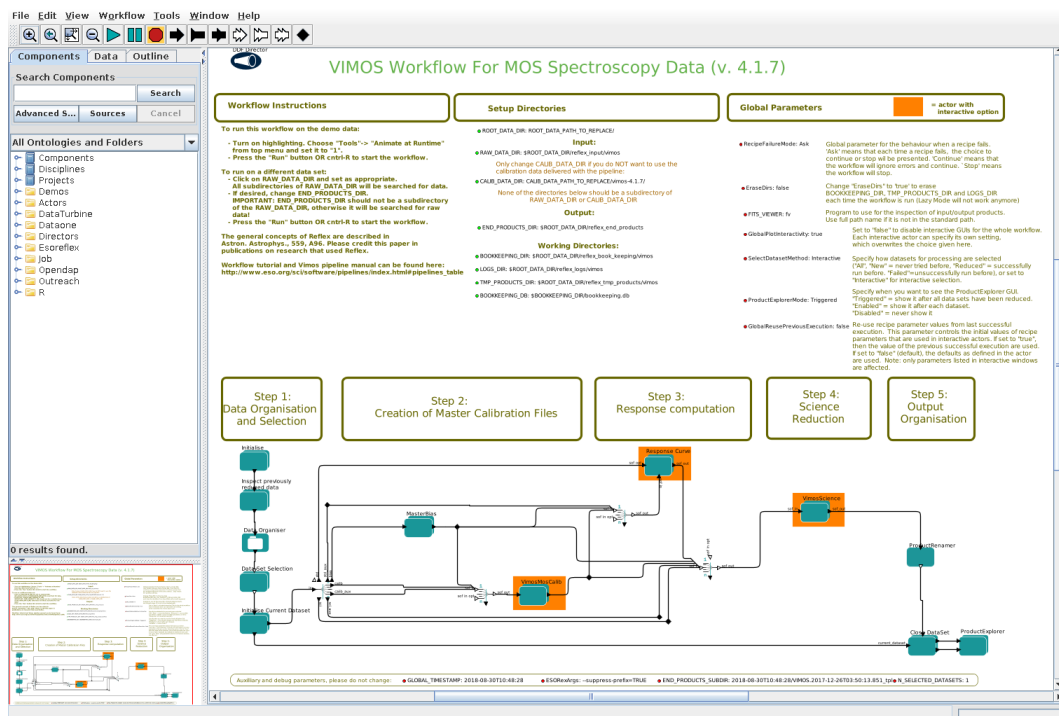 File Edit View Workflow Tools Window Help
Components Data Outline
Search Components
Search
Advanced S... Sources Cancel
All Ontologies and Folders
Components
Disciplines
Projects
Demos
Actors
DataTurbine
Dataone
Directors
Esoreflex
Job
Opendap
Outreach
R
0 results found.
DDF Director
VIMOS Workflow For MOS Spectroscopy Data (v. 4.1.7)
Workflow Instructions
To run this workflow on the demo data:
- Turn on highlighting. Choose "Tools"-> "Animate at Runtime"
from top menu and set it to "1".
- Press the "Run" button OR cntrl-R to start the workflow.
To run on a different data set:
- Click on RAW_DATA_DIR and set as appropriate.
All subdirectories of RAW_DATA_DIR will be searched for data.
- If desired, change END_PRODUCTS_DIR.
IMPORTANT: END_PRODUCTS_DIR should not be a subdirectory
of the RAW_DATA_DIR, otherwise it will be searched for raw
data!
- Press the "Run" button OR cntrl-R to start the workflow.
The general concepts of Reflex are described in
Astron. Astrophys., 559, A96. Please credit this paper in
publications on research that used Reflex.
Workflow tutorial and Vimos pipeline manual can be found here:
http://www.eso.org/sci/software/pipelines/index.html#pipelines_table
Setup Directories
ROOT_DATA_DIR: ROOT_DATA_PATH_TO_REPLACE/
Input:
RAW_DATA_DIR: $ROOT_DATA_DIR/reflex_input/vimos
Only change CALIB_DATA_DIR if you do NOT want to use the
calibration data delivered with the pipeline:
CALIB_DATA_DIR: CALIB_DATA_PATH_TO_REPLACE/vimos-4.1.7/
None of the directories below should be a subdirectory of
RAW_DATA_DIR or CALIB_DATA_DIR
Output:
END_PRODUCTS_DIR: $ROOT_DATA_DIR/reflex_end_products
Working Directories:
BOOKKEEPING_DIR: $ROOT_DATA_DIR/reflex_book_keeping/vimos
LOGS_DIR: $ROOT_DATA_DIR/reflex_logs/vimos
TMP_PRODUCTS_DIR: $ROOT_DATA_DIR/reflex_tmp_products/vimos
BOOKKEEPING_DB: $BOOKKEEPING_DIR/bookkeeping.db
Global Parameters
= actor with
interactive option
RecipeFailureMode: Ask
Global parameter for the behaviour when a recipe fails.
'Ask' means that each time a recipe fails, the choice to
continue or stop wil be presented. 'Continue' means that
the workflow will ignore errors and continue. `Stop' means
the workflow will stop.
EraseDirs: false
Change "EraseDirs" to 'true' to erase
BOOKKEEPING_DIR, TMP_PRODUCTS_DIR and LOGS_DIR
each time the workflow is run (Lazy Mode will not work anymore)
FITS_VIEWER: fv
Program to use for the inspection of input/output products.
Use full path name if it is not in the standard path.
GlobalPlotInteractivity: true
Set to "false" to disable interactive GUIs for the whole workflow.
Each interactive actor can specify its own setting,
which overwrites the choice given here.
SelectDatasetMethod: Interactive
Specify how datasets for processing are selected
("All", "New" = never tried before, "Reduced" = successfully
run before, "Failed"=unsuccessfully run before), or set to
"Interactive" for interactive selection.
ProductExplorerMode: Triggered
Specify when you want to see the ProductExplorer GUI.
"Triggered" = show it after all data sets have been reduced.
"Enabled" = show it after each dataset.
"Disabled" = never show it
GlobalReusePreviousExecution: false
Re-use recipe parameter values from last successful
execution. This parameter controls the initial values of recipe
parameters that are used in interactive actors. If set to "true",
then the value of the previous successful execution are used.
If set to "false" (default), the defaults as defined in the actor
are used. Note: only parameters listed in interactive windows
are affected.
Step 1:
Data Organisation
and Selection
Step 2:
Creation of Master Calibration Files
Step 3:
Response computation
Step 4:
Science
Reduction
Step 5:
Output
Organisation
Initialise
Inspect previously
reduced data
Data Organiser
DataSet Selection
Initialise Current Dataset
MasterBias
VimosMosCalib
Response Curve
VimosScience
ProductRenamer
Close DataSet
ProductExplorer
current_dataset
Auxiliary and debug parameters, please do not change:
GLOBAL_TIMESTAMP: 2018-08-30T10:48:28
ESORexArgs: --suppress-prefix=TRUE
END_PRODUCTS_SUBDIR: 2018-08-30T10:48:28/VIMOS.2017-12-26T03:50:13.851_tpl
N_SELECTED_DATASETS: 1